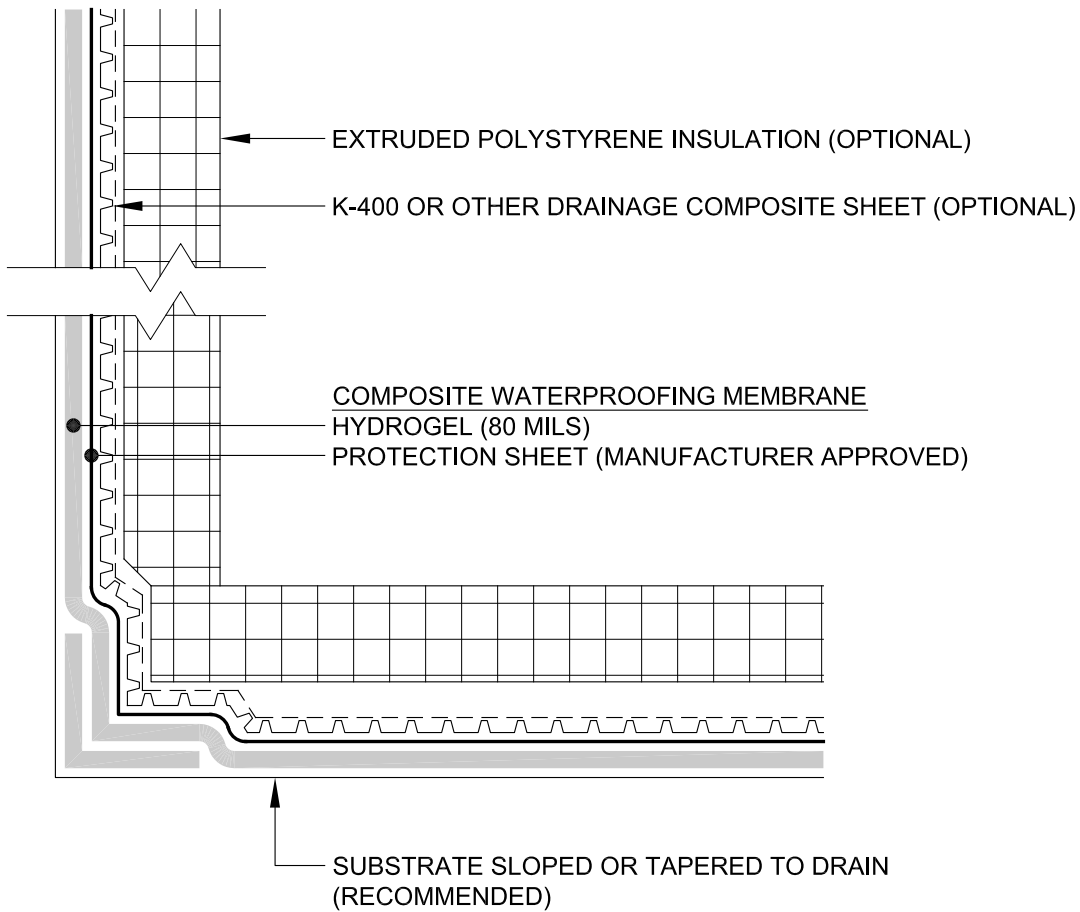 EXTRUDED POLYSTYRENE INSULATION (OPTIONAL)
K-400 OR OTHER DRAINAGE COMPOSITE SHEET (OPTIONAL)
COMPOSITE WATERPROOFING MEMBRANE
HYDROGEL (80 MILS)
PROTECTION SHEET (MANUFACTURER APPROVED)
SUBSTRATE SLOPED OR TAPERED TO DRAIN
(RECOMMENDED)